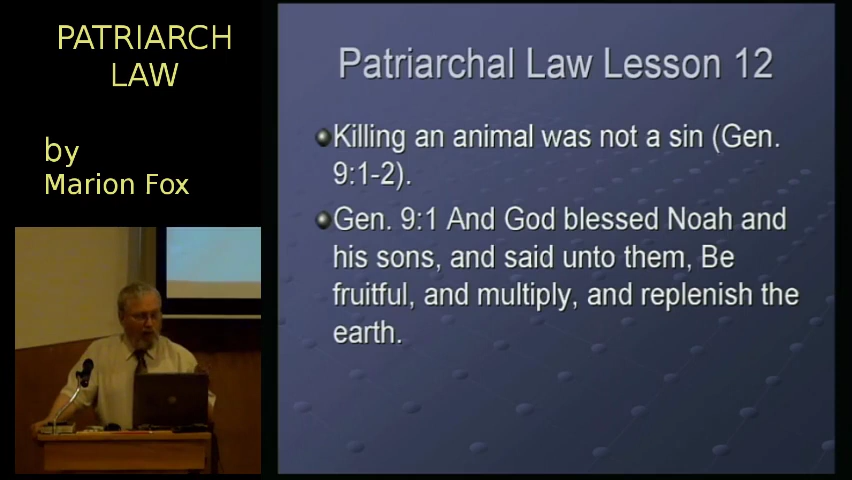 PATRIARCH
LAW
by
Marion Fox
Patriarchal Law Lesson 12
Killing an animal was not a sin (Gen.
9:1-2).
Gen. 9:1 And God blessed Noah and
his sons, and said unto them, Be
fruitful, and multiply, and replenish the
earth.